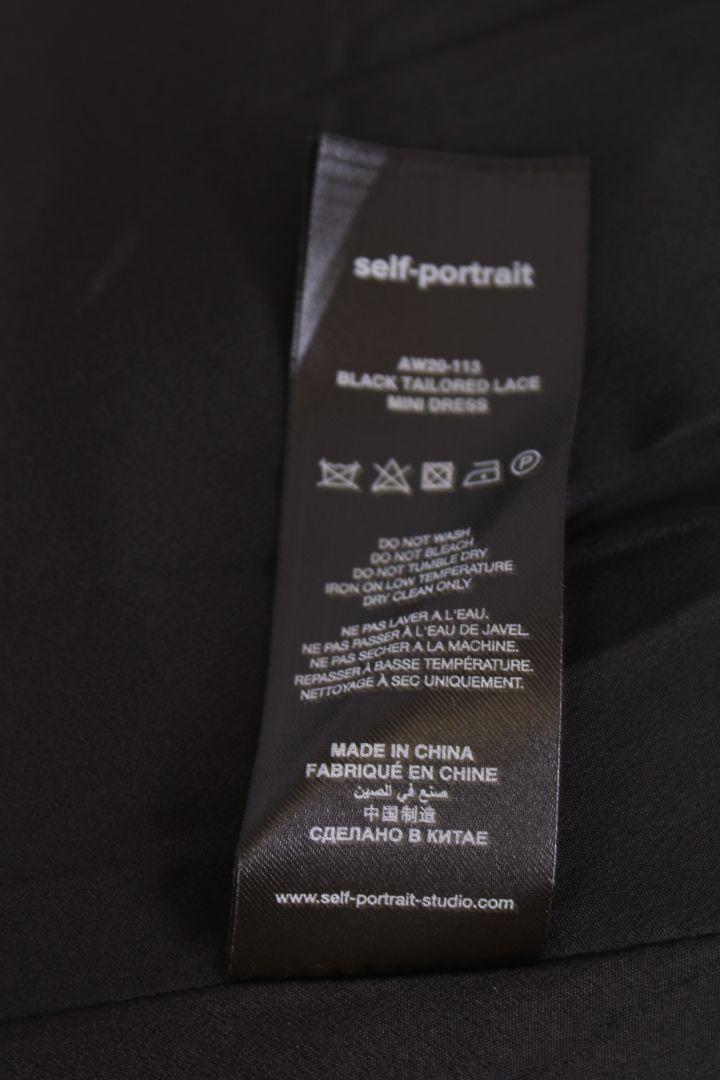 self-portrait
AW20-113
BLACK TAILORED LACE
MINI DRESS
P
DO NOT WASH
DO NOT BLEACH
DO NOT TUMBLE DRY
IRON ON LOW TEMPERATURE
DRY CLEAN ONLY
NE PAS LAVER A L'EAU.
NE PAS PASSER À L'EAU DE JAVEL.
NE PAS SECHER A LA MACHINE.
REPASSER À BASSE TEMPÉRATURE.
NETTOYAGE À SEC UNIQUEMENT.
MADE IN CHINA
FABRIQUÉ EN CHINE
صنع في الصين
中国制造
СДЕЛАНО В КИТАЕ
www.self-portrait-studio.com